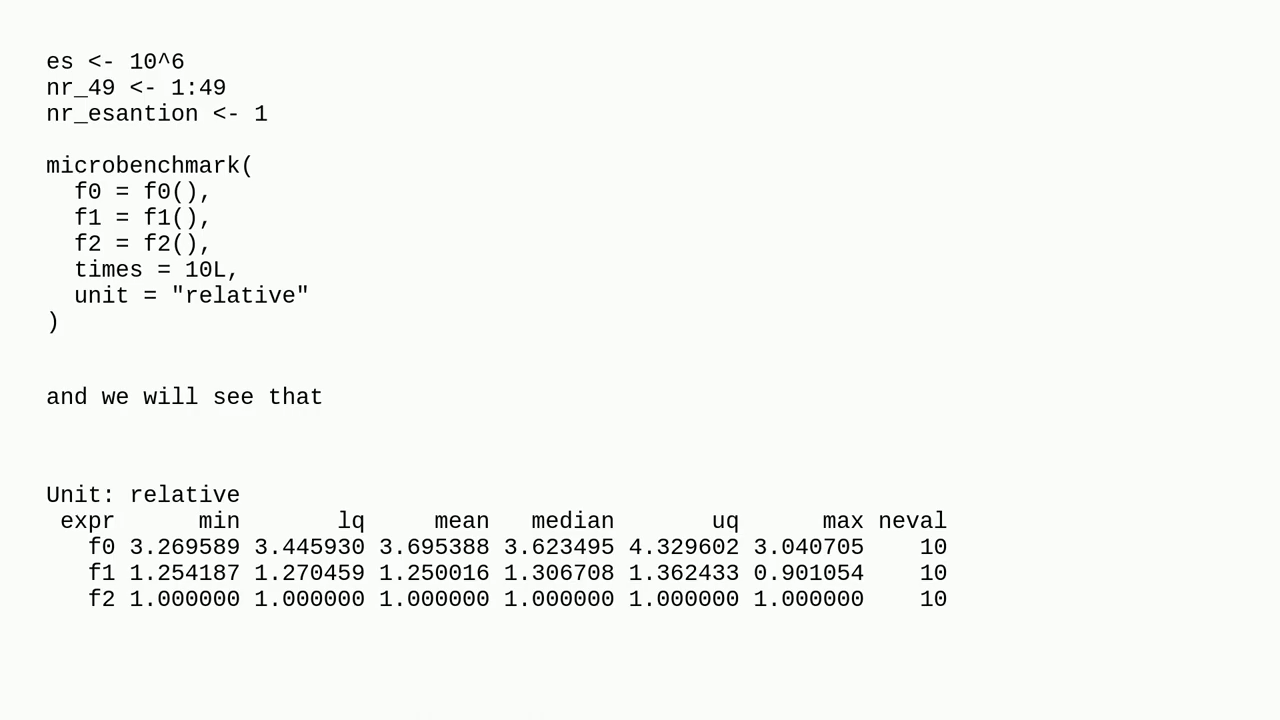 es <- 10^6
nr_49 <- 1:49
nr_esantion <- 1
microbenchmark(
  f0 = f0(),
  f1 = f1(),
  f2 = f2(),
  times = 10L,
  unit = "relative"
)
and we will see that
Unit: relative
 expr      min       lq     mean   median       uq      max neval
   f0 3.269589 3.445930 3.695388 3.623495 4.329602 3.040705    10
   f1 1.254187 1.270459 1.250016 1.306708 1.362433 0.901054    10
   f2 1.000000 1.000000 1.000000 1.000000 1.000000 1.000000    10